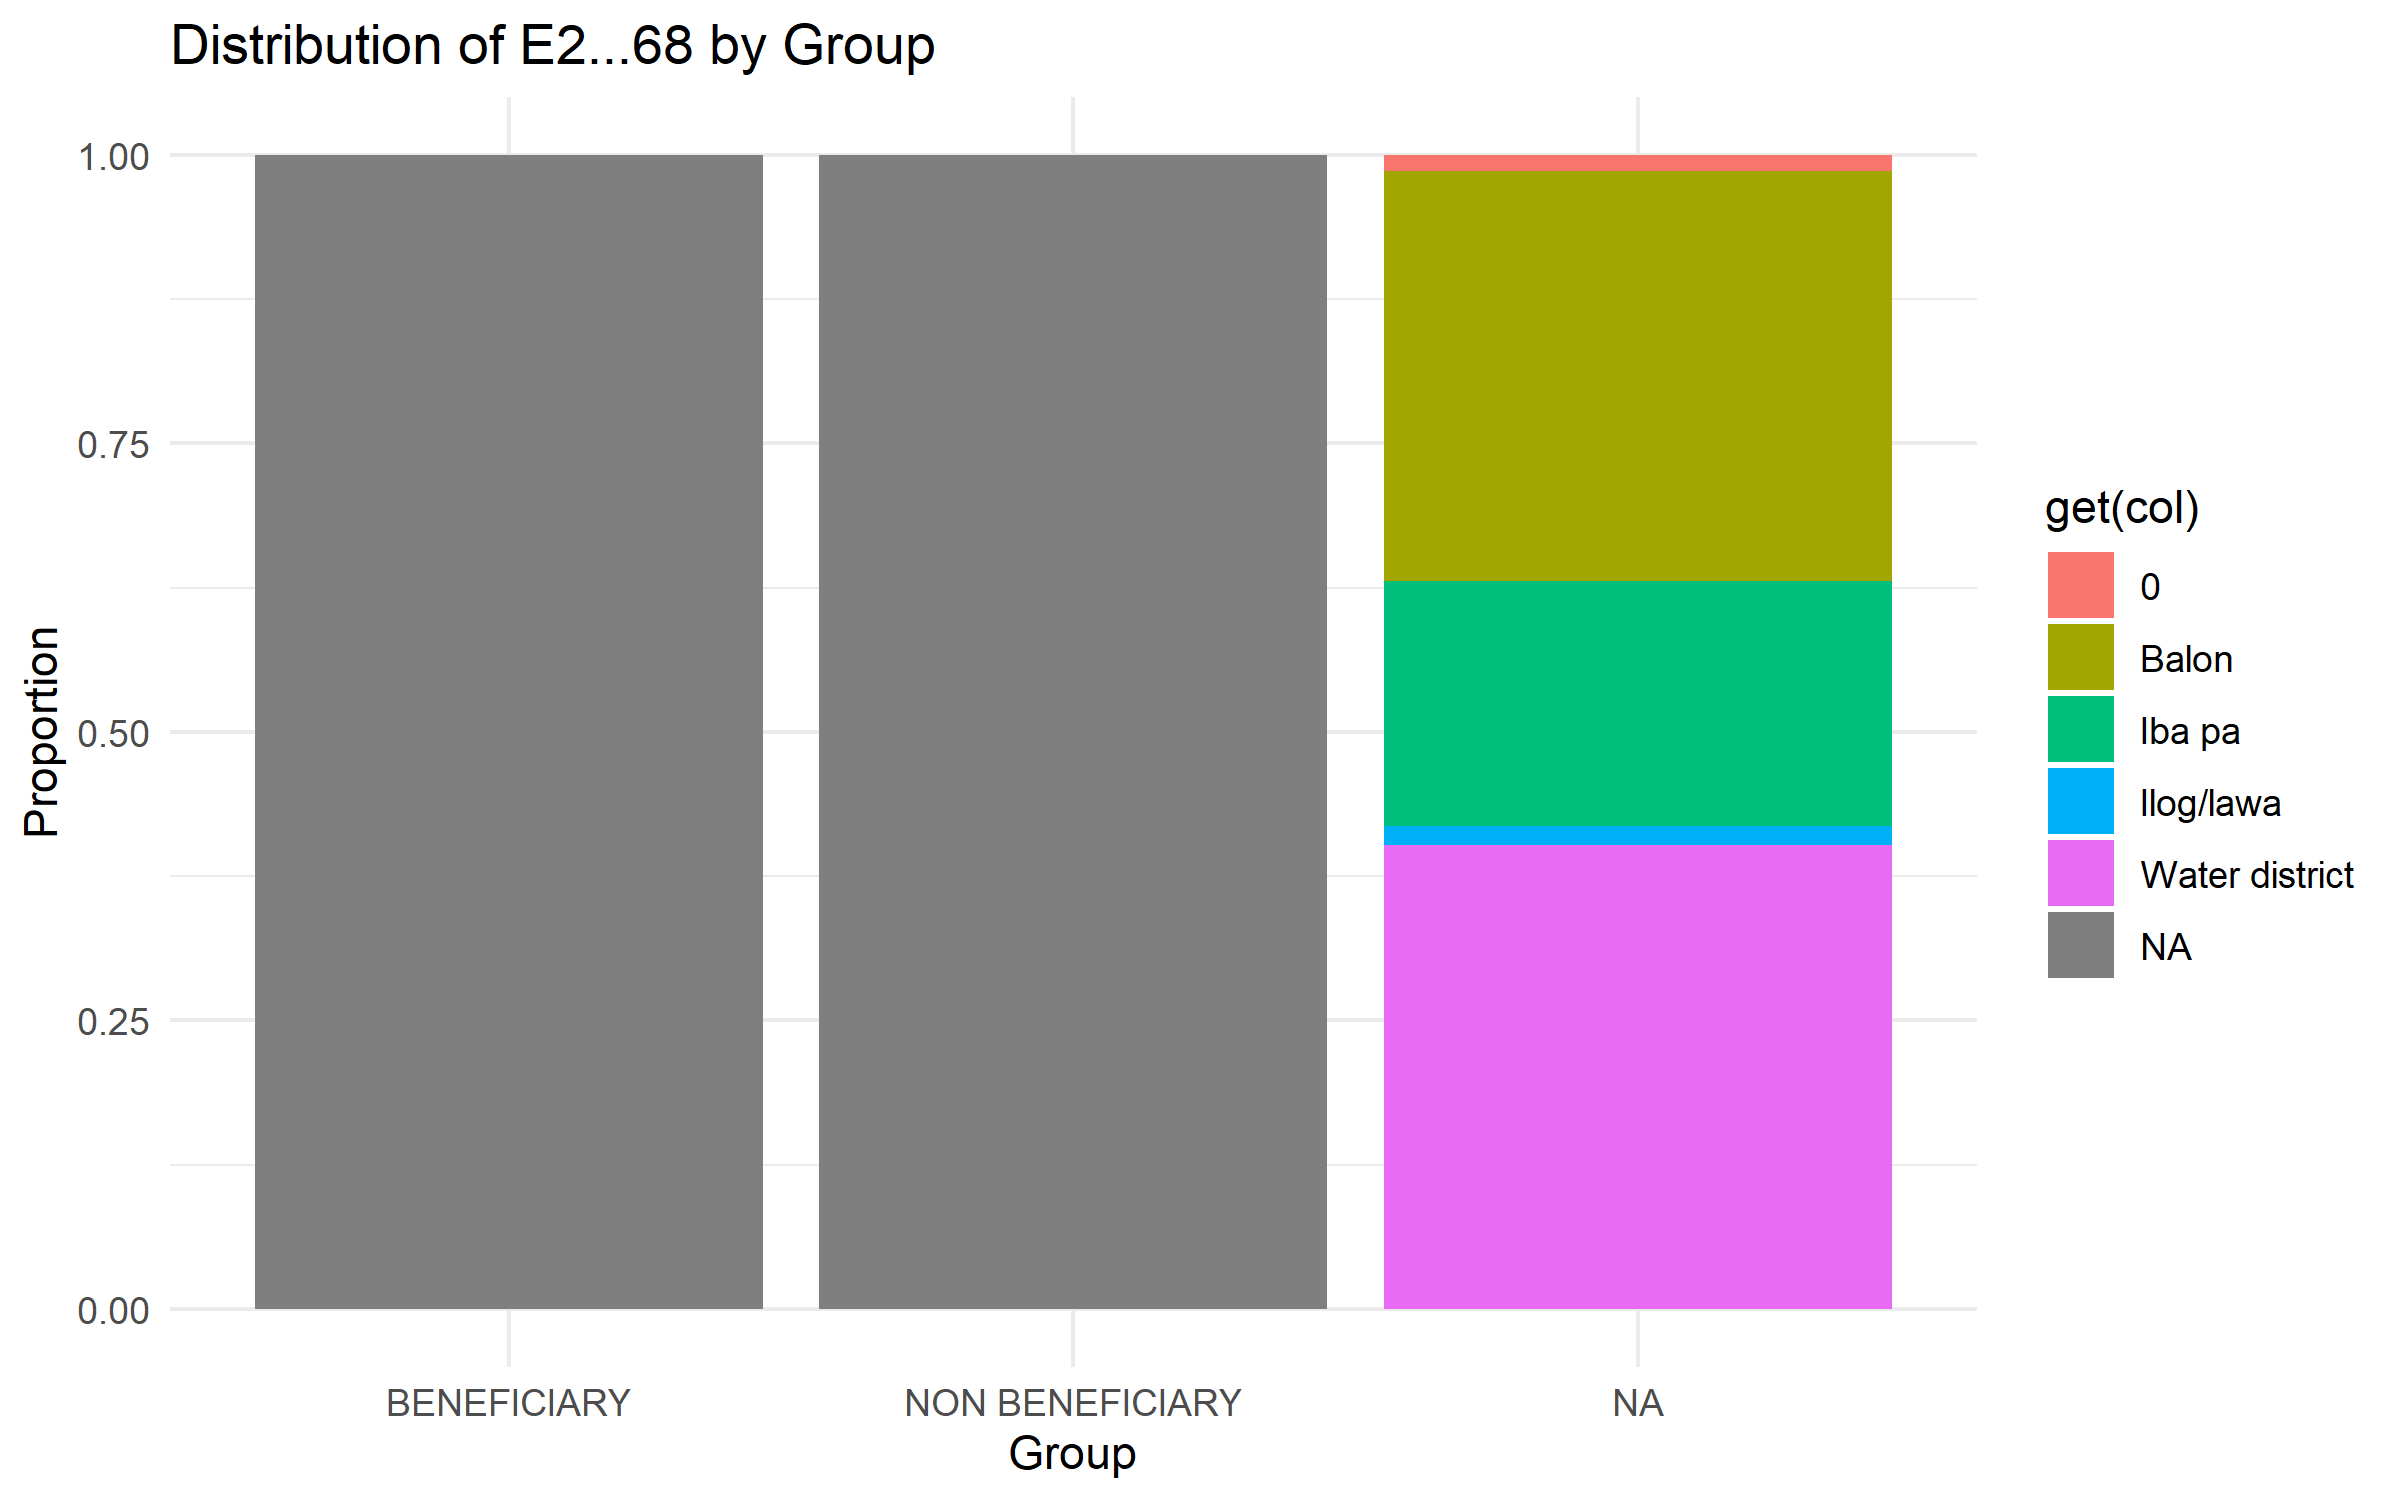 Distribution of E2...68 by Group
1.00
0.75
0.50
0.25
0.00
Proportion
BENEFICIARY
NON BENEFICIARY
NA
Group
get(col)
0
Balon
Iba pa
Ilog/lawa
Water district
NA